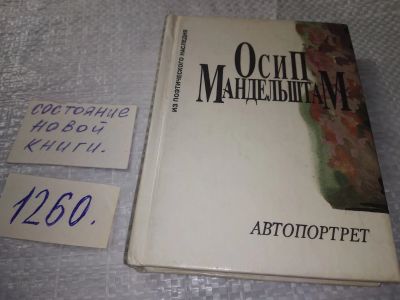 состояние
новой
книги.
1260.
ИЗ ПОЭТИЧЕСКОГО НАСЛЕДИЯ
ОСИП
МАНДЕЛЬШТАМ
АВТОПОРТРЕТ